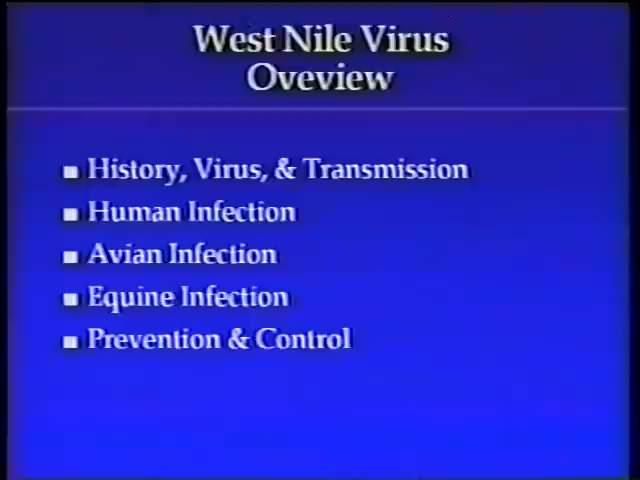 West Nile Virus
Oveview
History, Virus, & Transmission
Human Infection
Avian Infection
Equine Infection
Prevention & Control